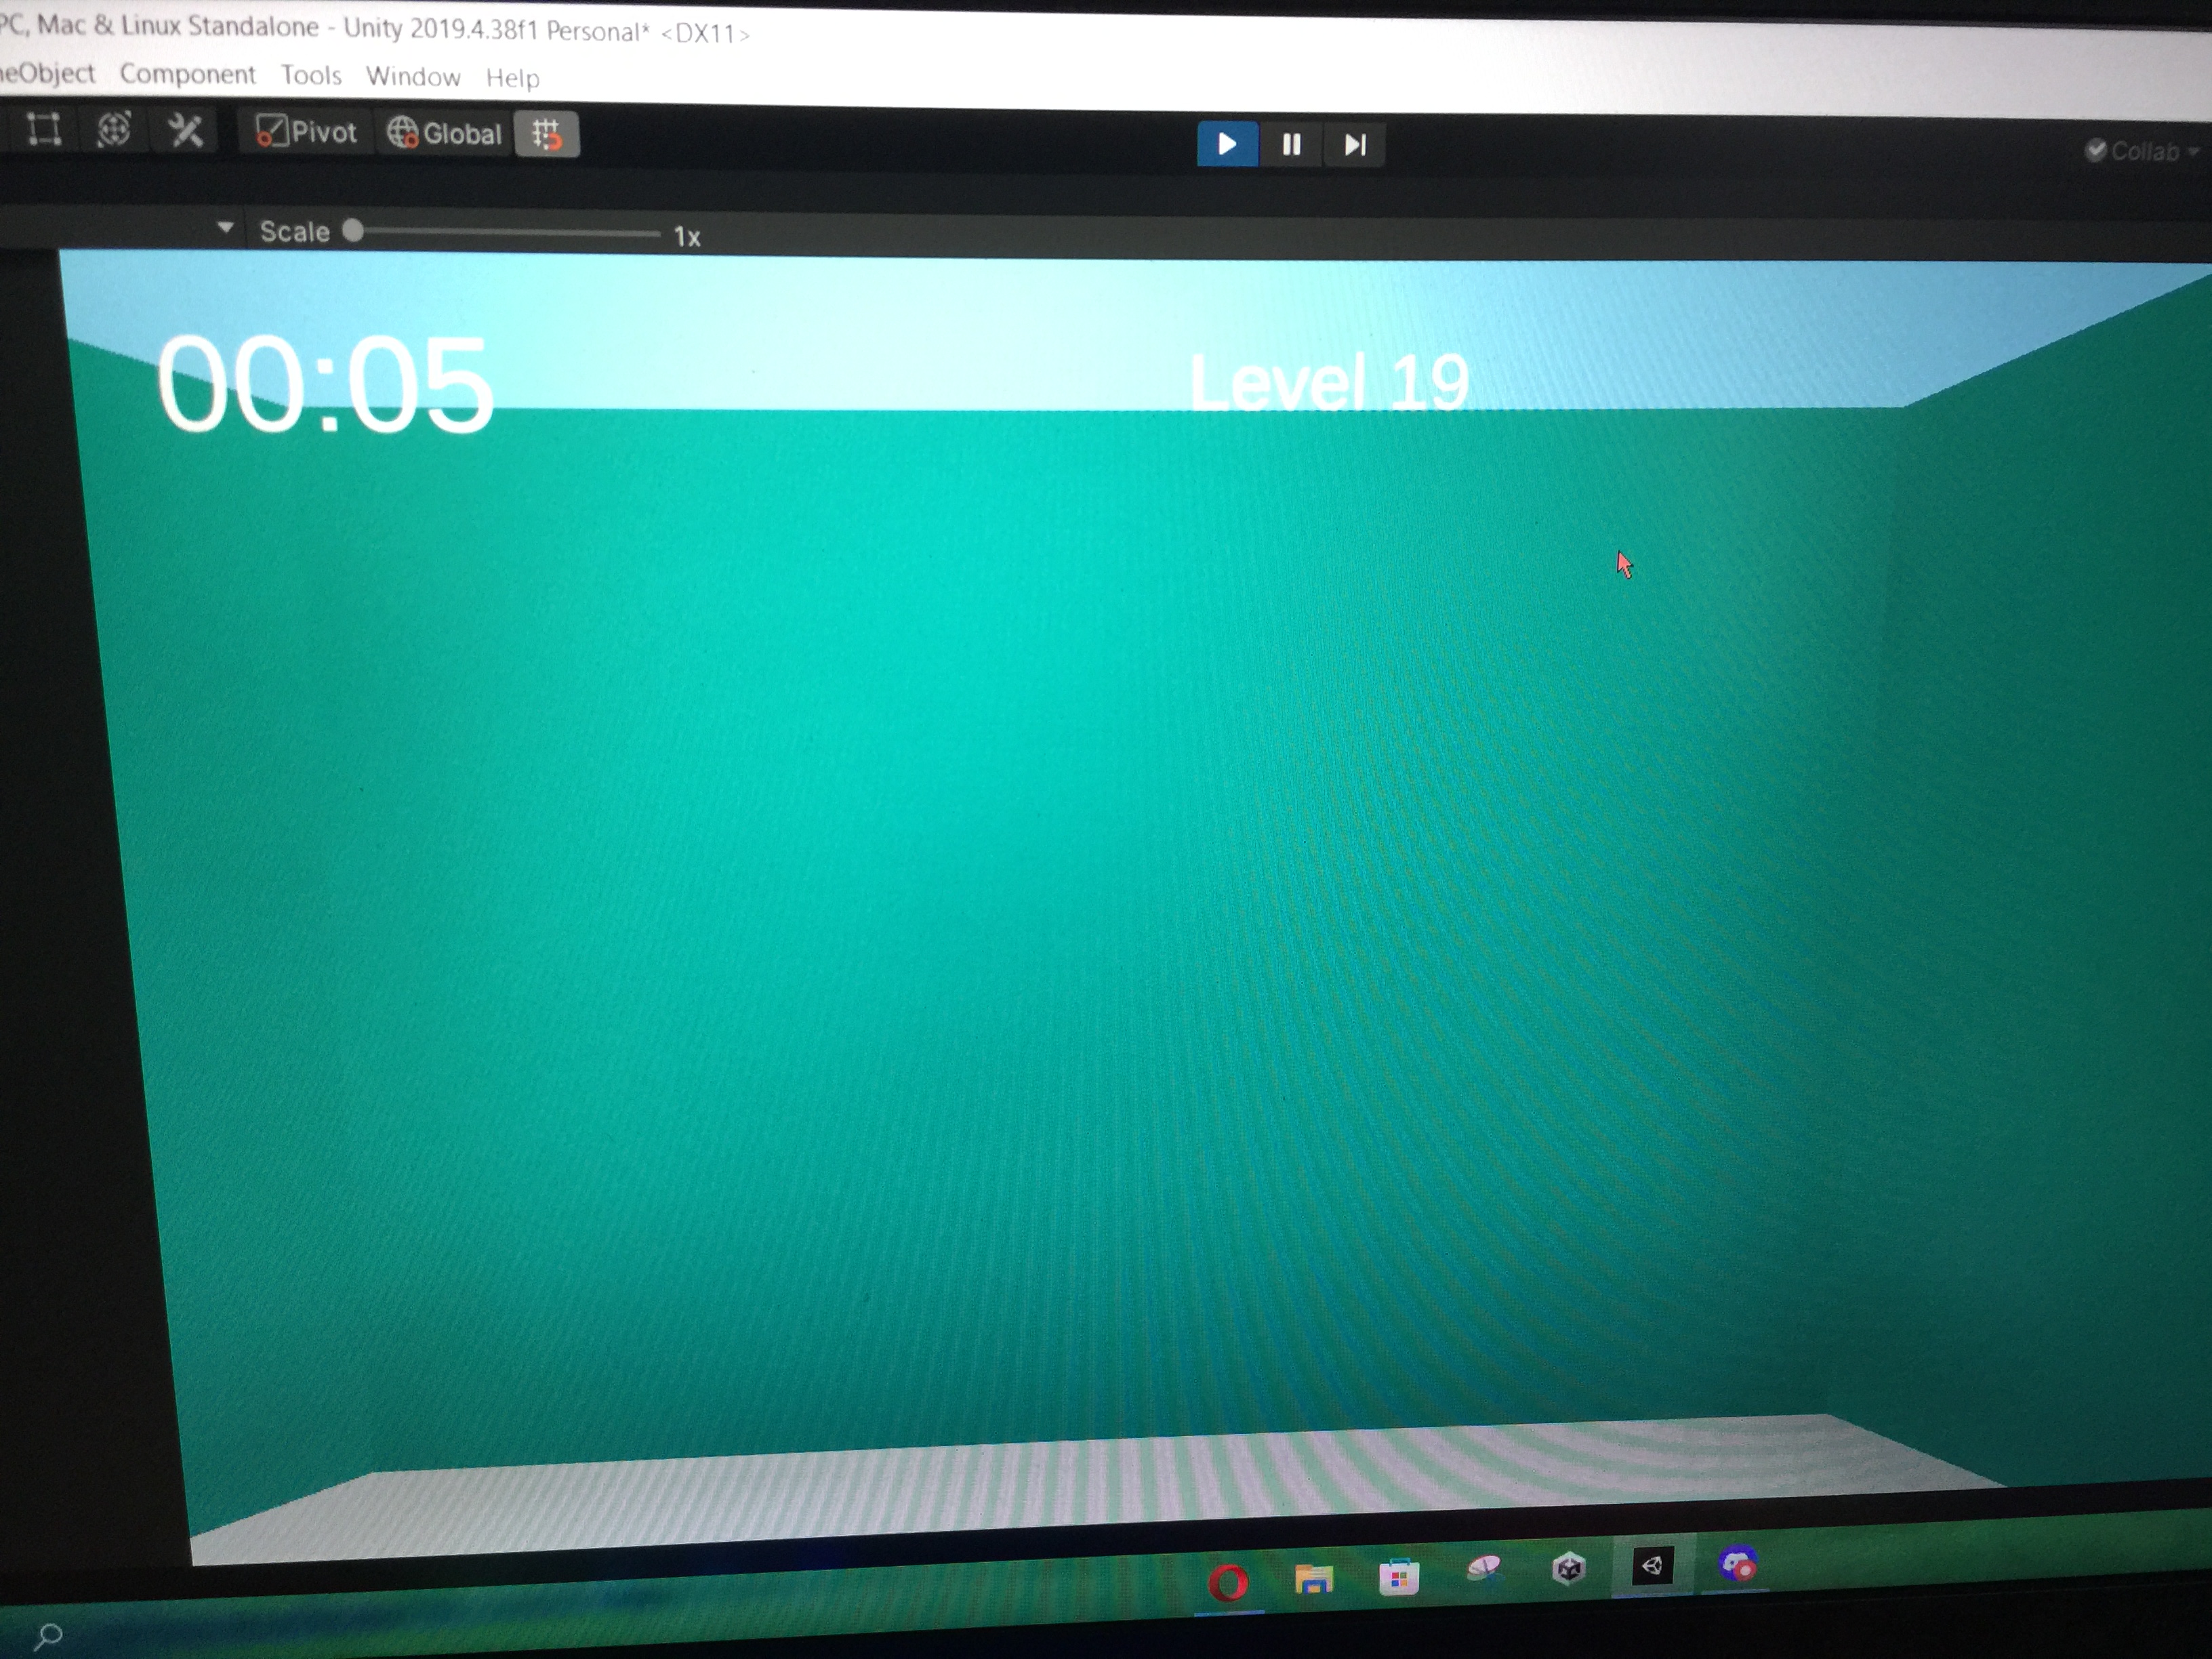 PC, Mac & Linux Standalone - Unity 2019.4.38f1 Personal* <DX11>
eObject Component Tools Window Help
Pivot Global Collab
Scale 1x
00:05 Level 19